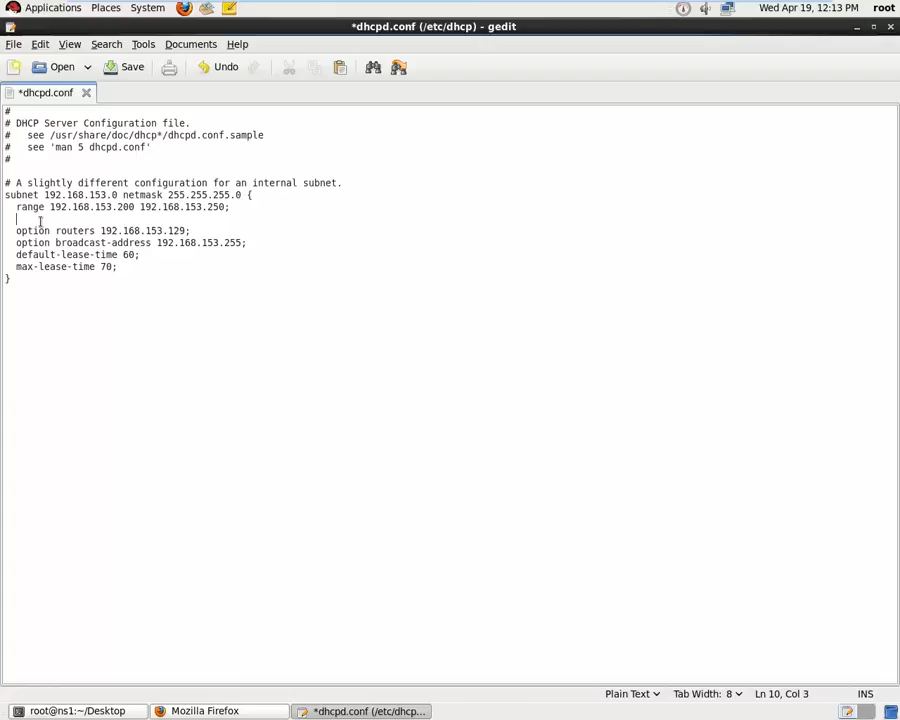 Applications Places System Wed Apr 19, 12:13 PM root
*dhcpd.conf (/etc/dhcp) - gedit
File Edit View Search Tools Documents Help
Open Save Undo
*dhcpd.conf
#
# DHCP Server Configuration file.
#   see /usr/share/doc/dhcp*/dhcpd.conf.sample
#   see 'man 5 dhcpd.conf'
#
# A slightly different configuration for an internal subnet.
subnet 192.168.153.0 netmask 255.255.255.0 {
  range 192.168.153.200 192.168.153.250;
  option routers 192.168.153.129;
  option broadcast-address 192.168.153.255;
  default-lease-time 60;
  max-lease-time 70;
}
Plain Text Tab Width: 8 Ln 10, Col 3 INS
root@ns1:~/Desktop Mozilla Firefox *dhcpd.conf (/etc/dhcp...